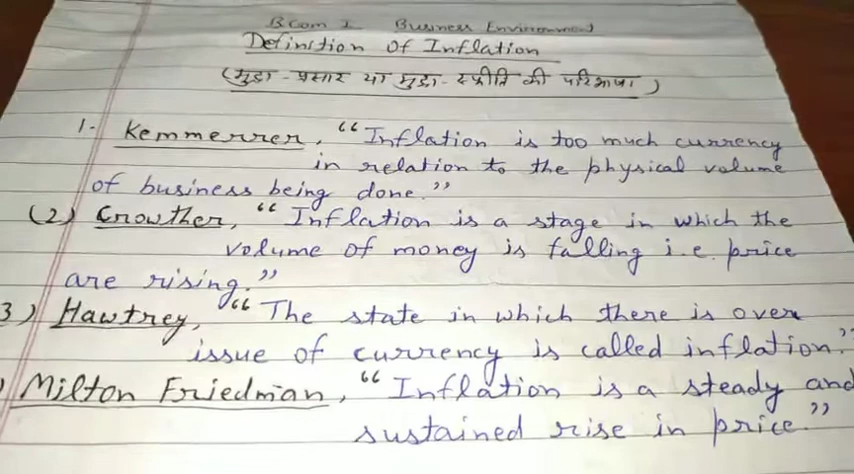 BCom 1 Business Environment
Definition Of Inflation
(मुद्रा - प्रसार या मुद्रा - स्फीति की परिभाषा)
1. Kemmerrer, “Inflation is too much currency
in relation to the physical volume
of business being done.”
(2) Crowther, “Inflation is a stage in which the
volume of money is falling i.e. price
are rising.”
3) Hawtrey, “The state in which there is over
issue of currency is called inflation.”
) Milton Friedman, “Inflation is a steady and
sustained rise in price.”